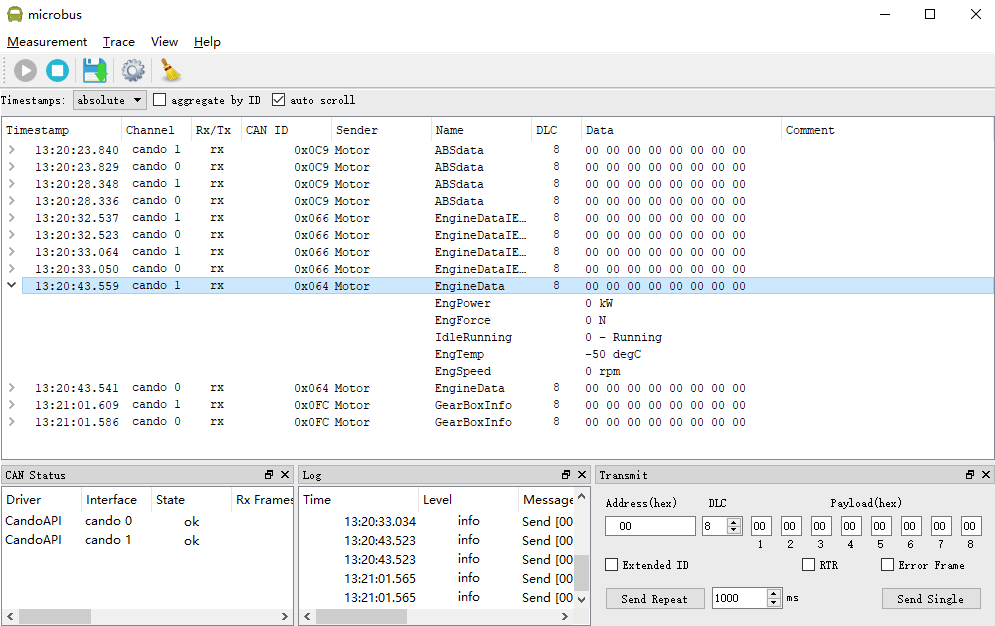 microbus
Measurement Trace View Help
Timestamps: absolute aggregate by ID auto scroll
Timestamp Channel Rx/Tx CAN ID Sender Name DLC Data Comment
13:20:23.840 cando 1 rx 0x0C9 Motor ABSdata 8 00 00 00 00 00 00 00 00
13:20:23.829 cando 0 rx 0x0C9 Motor ABSdata 8 00 00 00 00 00 00 00 00
13:20:28.348 cando 1 rx 0x0C9 Motor ABSdata 8 00 00 00 00 00 00 00 00
13:20:28.336 cando 0 rx 0x0C9 Motor ABSdata 8 00 00 00 00 00 00 00 00
13:20:32.537 cando 1 rx 0x066 Motor EngineDataIE... 8 00 00 00 00 00 00 00 00
13:20:32.523 cando 0 rx 0x066 Motor EngineDataIE... 8 00 00 00 00 00 00 00 00
13:20:33.064 cando 1 rx 0x066 Motor EngineDataIE... 8 00 00 00 00 00 00 00 00
13:20:33.050 cando 0 rx 0x066 Motor EngineDataIE... 8 00 00 00 00 00 00 00 00
13:20:43.559 cando 1 rx 0x064 Motor EngineData 8 00 00 00 00 00 00 00 00
EngPower 0 kW
EngForce 0 N
IdleRunning 0 - Running
EngTemp -50 degC
EngSpeed 0 rpm
13:20:43.541 cando 0 rx 0x064 Motor EngineData 8 00 00 00 00 00 00 00 00
13:21:01.609 cando 1 rx 0x0FC Motor GearBoxInfo 8 00 00 00 00 00 00 00 00
13:21:01.586 cando 0 rx 0x0FC Motor GearBoxInfo 8 00 00 00 00 00 00 00 00
CAN Status
Driver Interface State Rx Frames
CandoAPI cando 0 ok
CandoAPI cando 1 ok
Log
Time Level Message
13:20:33.034 info Send [00
13:20:43.523 info Send [00
13:20:43.523 info Send [00
13:21:01.565 info Send [00
13:21:01.565 info Send [00
Transmit
Address(hex) DLC Payload(hex)
00 8 00 00 00 00 00 00 00 00
1 2 3 4 5 6 7 8
Extended ID RTR Error Frame
Send Repeat 1000 ms Send Single